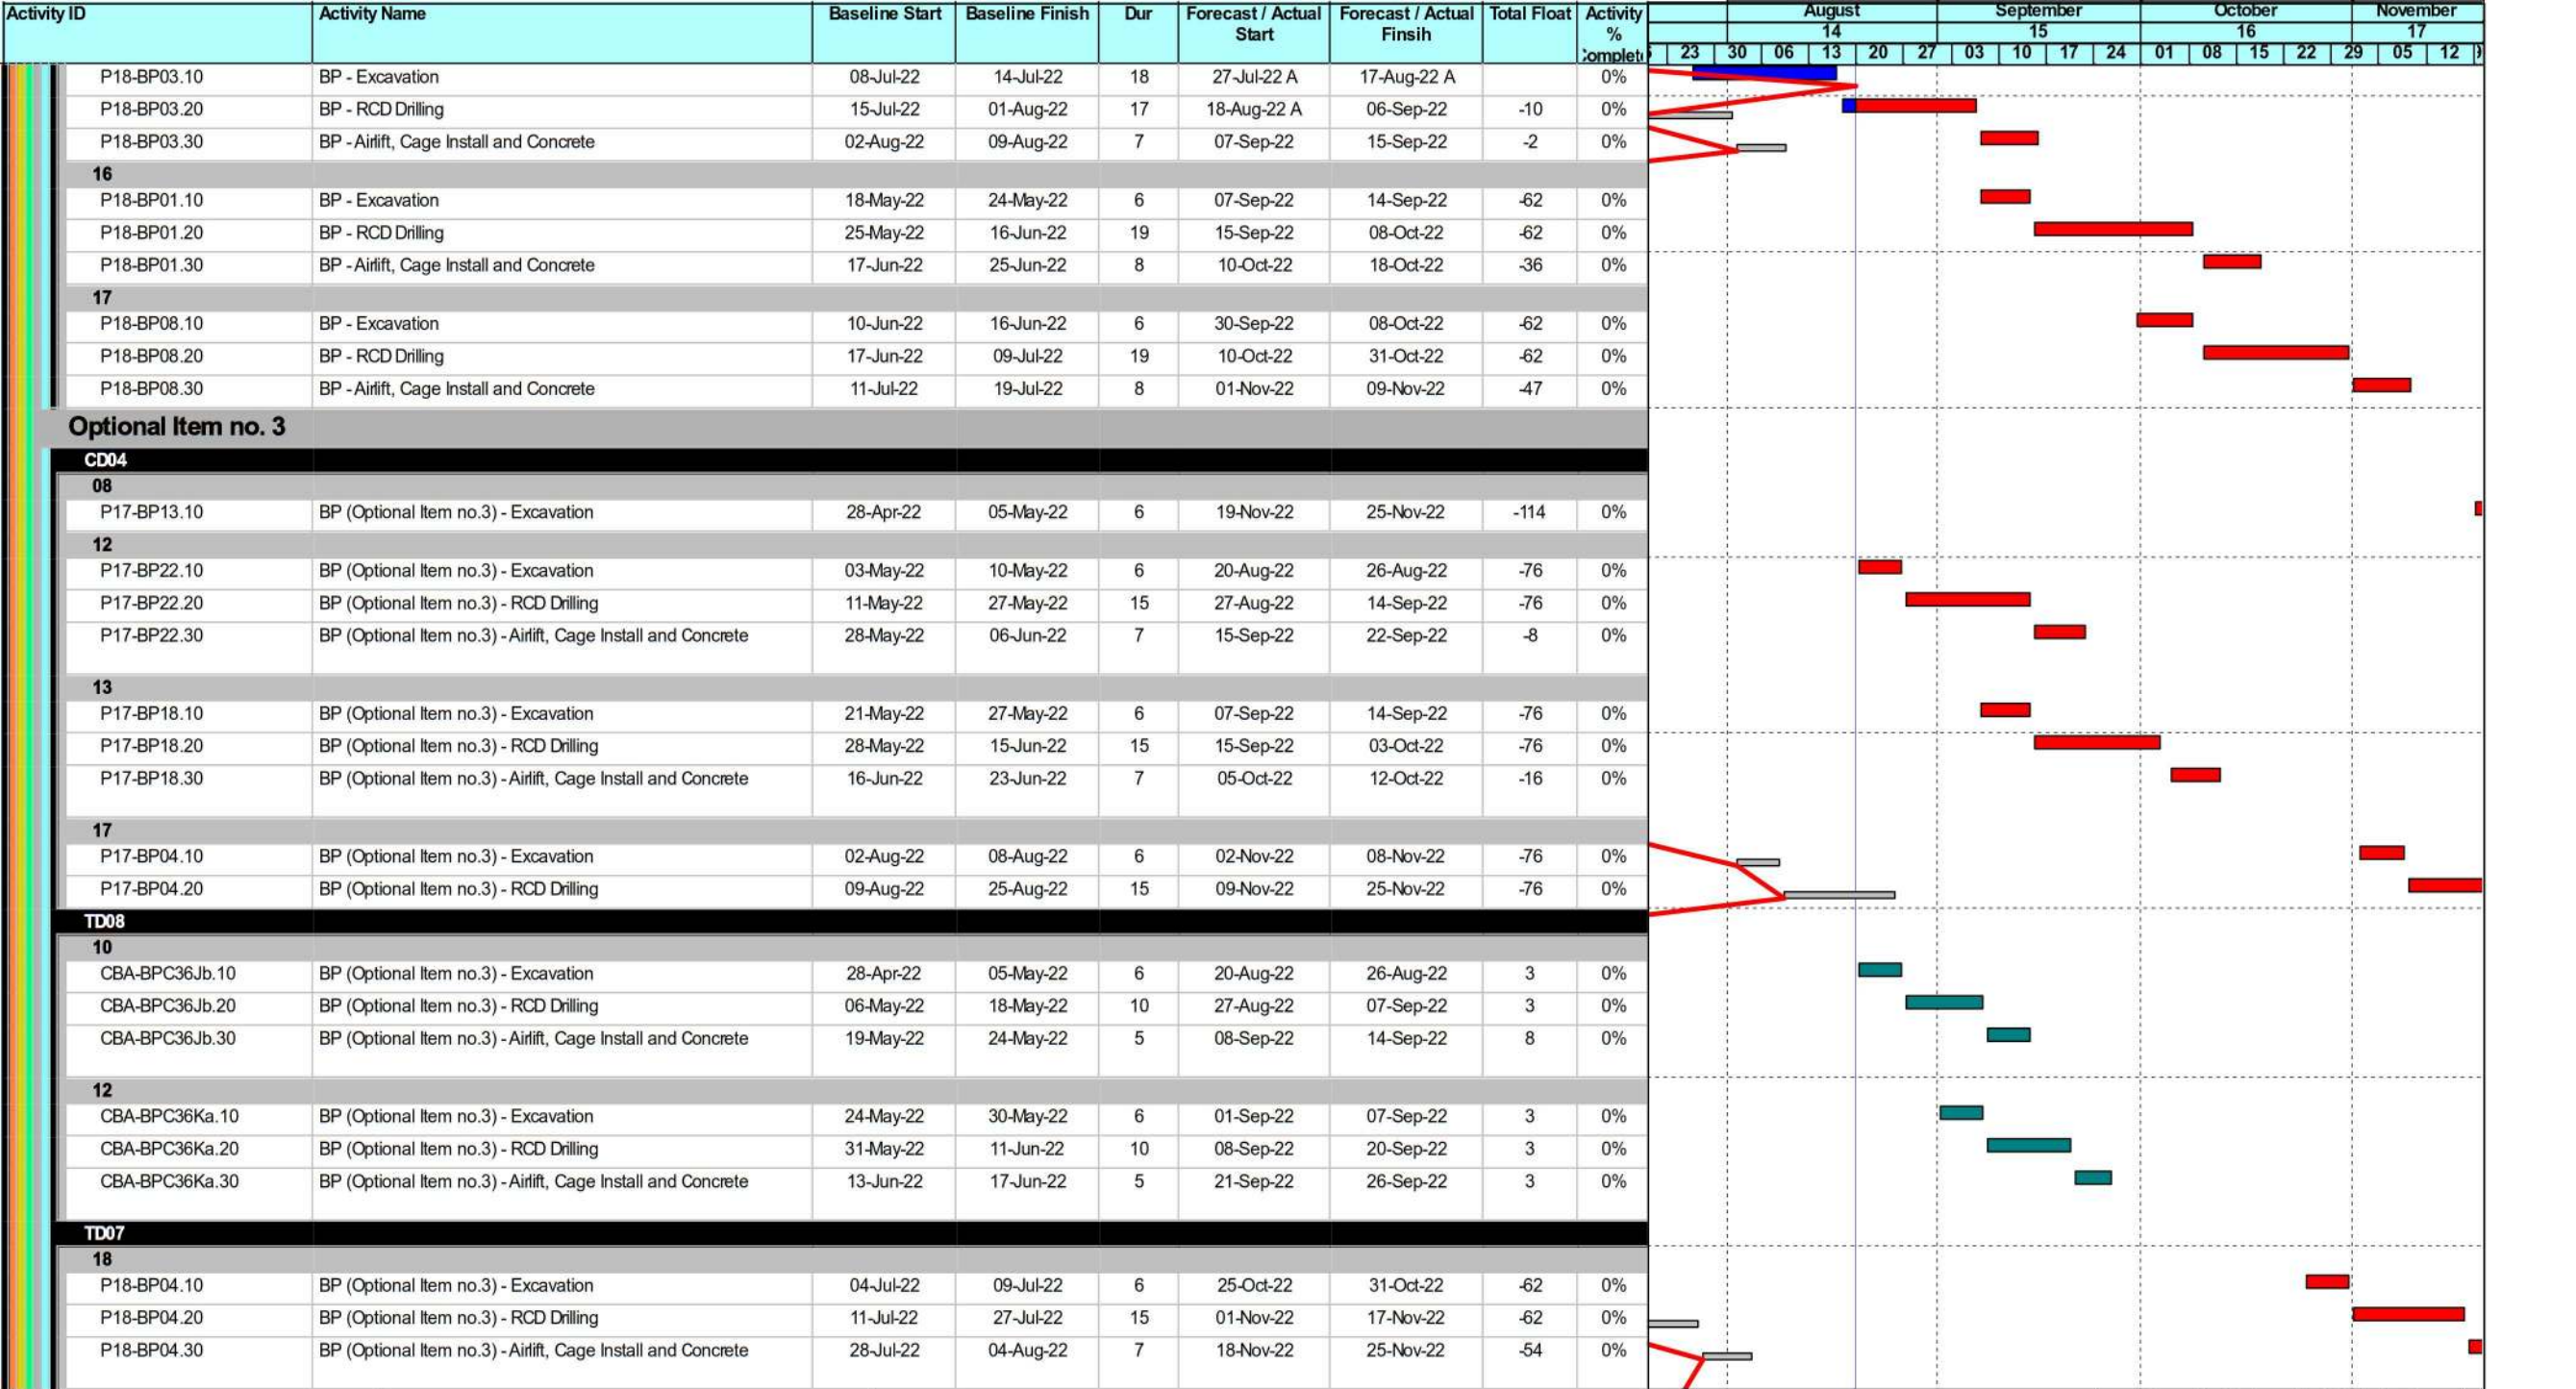 Activity ID Activity Name Baseline Start Baseline Finish Dur Forecast / Actual Start Forecast / Actual Finsih Total Float Activity % Complete August September October November
14 15 16 17
23 30 06 13 20 27 03 10 17 24 01 08 15 22 29 05 12
P18-BP03.10 BP - Excavation 08-Jul-22 14-Jul-22 18 27-Jul-22 A 17-Aug-22 A 0%
P18-BP03.20 BP - RCD Drilling 15-Jul-22 01-Aug-22 17 18-Aug-22 A 06-Sep-22 -10 0%
P18-BP03.30 BP - Airlift, Cage Install and Concrete 02-Aug-22 09-Aug-22 7 07-Sep-22 15-Sep-22 -2 0%
16
P18-BP01.10 BP - Excavation 18-May-22 24-May-22 6 07-Sep-22 14-Sep-22 -62 0%
P18-BP01.20 BP - RCD Drilling 25-May-22 16-Jun-22 19 15-Sep-22 08-Oct-22 -62 0%
P18-BP01.30 BP - Airlift, Cage Install and Concrete 17-Jun-22 25-Jun-22 8 10-Oct-22 18-Oct-22 -36 0%
17
P18-BP08.10 BP - Excavation 10-Jun-22 16-Jun-22 6 30-Sep-22 08-Oct-22 -62 0%
P18-BP08.20 BP - RCD Drilling 17-Jun-22 09-Jul-22 19 10-Oct-22 31-Oct-22 -62 0%
P18-BP08.30 BP - Airlift, Cage Install and Concrete 11-Jul-22 19-Jul-22 8 01-Nov-22 09-Nov-22 -47 0%
Optional Item no. 3
CD04
08
P17-BP13.10 BP (Optional Item no.3) - Excavation 28-Apr-22 05-May-22 6 19-Nov-22 25-Nov-22 -114 0%
12
P17-BP22.10 BP (Optional Item no.3) - Excavation 03-May-22 10-May-22 6 20-Aug-22 26-Aug-22 -76 0%
P17-BP22.20 BP (Optional Item no.3) - RCD Drilling 11-May-22 27-May-22 15 27-Aug-22 14-Sep-22 -76 0%
P17-BP22.30 BP (Optional Item no.3) - Airlift, Cage Install and Concrete 28-May-22 06-Jun-22 7 15-Sep-22 22-Sep-22 -8 0%
13
P17-BP18.10 BP (Optional Item no.3) - Excavation 21-May-22 27-May-22 6 07-Sep-22 14-Sep-22 -76 0%
P17-BP18.20 BP (Optional Item no.3) - RCD Drilling 28-May-22 15-Jun-22 15 15-Sep-22 03-Oct-22 -76 0%
P17-BP18.30 BP (Optional Item no.3) - Airlift, Cage Install and Concrete 16-Jun-22 23-Jun-22 7 05-Oct-22 12-Oct-22 -16 0%
17
P17-BP04.10 BP (Optional Item no.3) - Excavation 02-Aug-22 08-Aug-22 6 02-Nov-22 08-Nov-22 -76 0%
P17-BP04.20 BP (Optional Item no.3) - RCD Drilling 09-Aug-22 25-Aug-22 15 09-Nov-22 25-Nov-22 -76 0%
TD08
10
CBA-BPC36Jb.10 BP (Optional Item no.3) - Excavation 28-Apr-22 05-May-22 6 20-Aug-22 26-Aug-22 3 0%
CBA-BPC36Jb.20 BP (Optional Item no.3) - RCD Drilling 06-May-22 18-May-22 10 27-Aug-22 07-Sep-22 3 0%
CBA-BPC36Jb.30 BP (Optional Item no.3) - Airlift, Cage Install and Concrete 19-May-22 24-May-22 5 08-Sep-22 14-Sep-22 8 0%
12
CBA-BPC36Ka.10 BP (Optional Item no.3) - Excavation 24-May-22 30-May-22 6 01-Sep-22 07-Sep-22 3 0%
CBA-BPC36Ka.20 BP (Optional Item no.3) - RCD Drilling 31-May-22 11-Jun-22 10 08-Sep-22 20-Sep-22 3 0%
CBA-BPC36Ka.30 BP (Optional Item no.3) - Airlift, Cage Install and Concrete 13-Jun-22 17-Jun-22 5 21-Sep-22 26-Sep-22 3 0%
TD07
18
P18-BP04.10 BP (Optional Item no.3) - Excavation 04-Jul-22 09-Jul-22 6 25-Oct-22 31-Oct-22 -62 0%
P18-BP04.20 BP (Optional Item no.3) - RCD Drilling 11-Jul-22 27-Jul-22 15 01-Nov-22 17-Nov-22 -62 0%
P18-BP04.30 BP (Optional Item no.3) - Airlift, Cage Install and Concrete 28-Jul-22 04-Aug-22 7 18-Nov-22 25-Nov-22 -54 0%